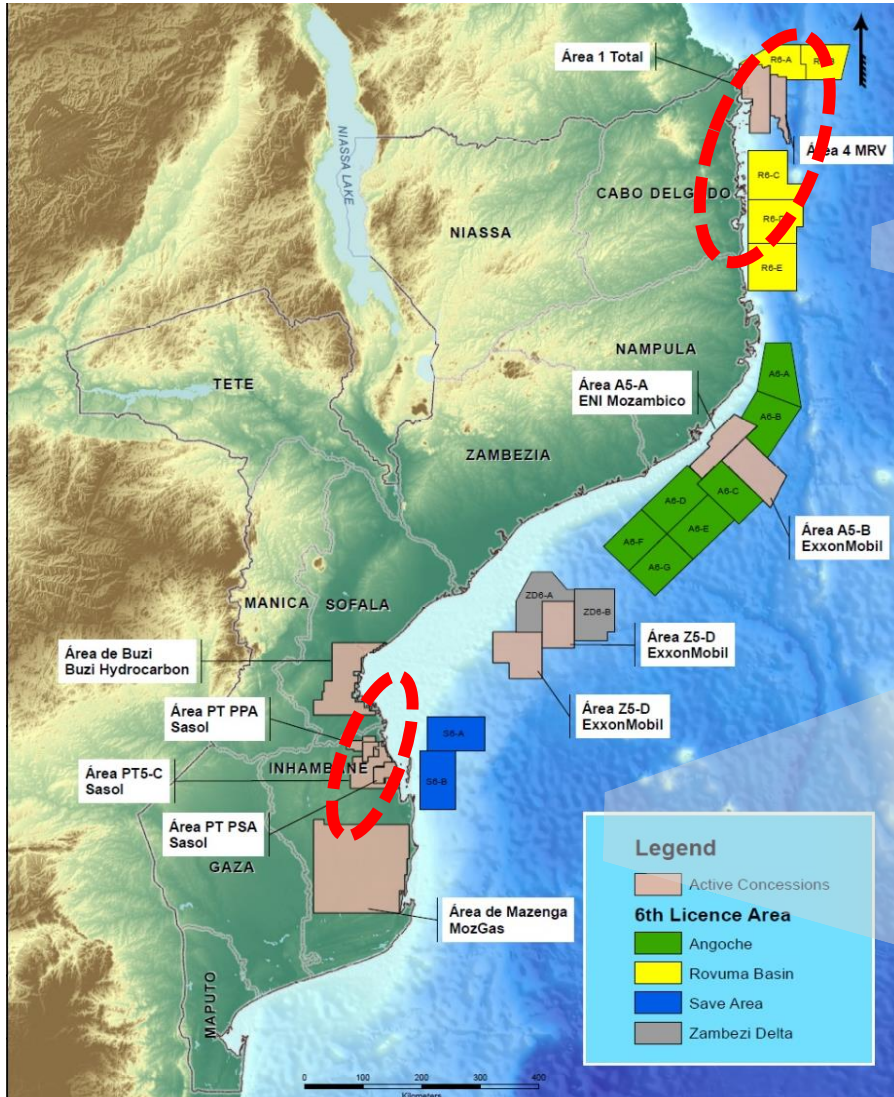 Área 1 Total
R6-A
Área 4 MRV
NIASSA LAKE
R6-C
CABO DELGADO
NIASSA
R6-E
NAMPULA
A6-A
TETE
Área A5-A
ENI Mozambico
A6-B
ZAMBEZIA
A6-D
A6-C
A6-E
A6-F
A6-G
Área A5-B
ExxonMobil
MANICA
SOFALA
ZD6-A
ZD6-B
Área de Buzi
Buzi Hydrocarbon
Área Z5-D
ExxonMobil
Área Z5-D
ExxonMobil
Área PT PPA
Sasol
S6-A
INHAMBANE
Área PT5-C
Sasol
S6-B
Área PT PSA
Sasol
GAZA
Área de Mazenga
MozGas
MAPUTO
Legend
Active Concessions
6th Licence Area
Angoche
Rovuma Basin
Save Area
Zambezi Delta
0 100 200 300 400
Kilometers